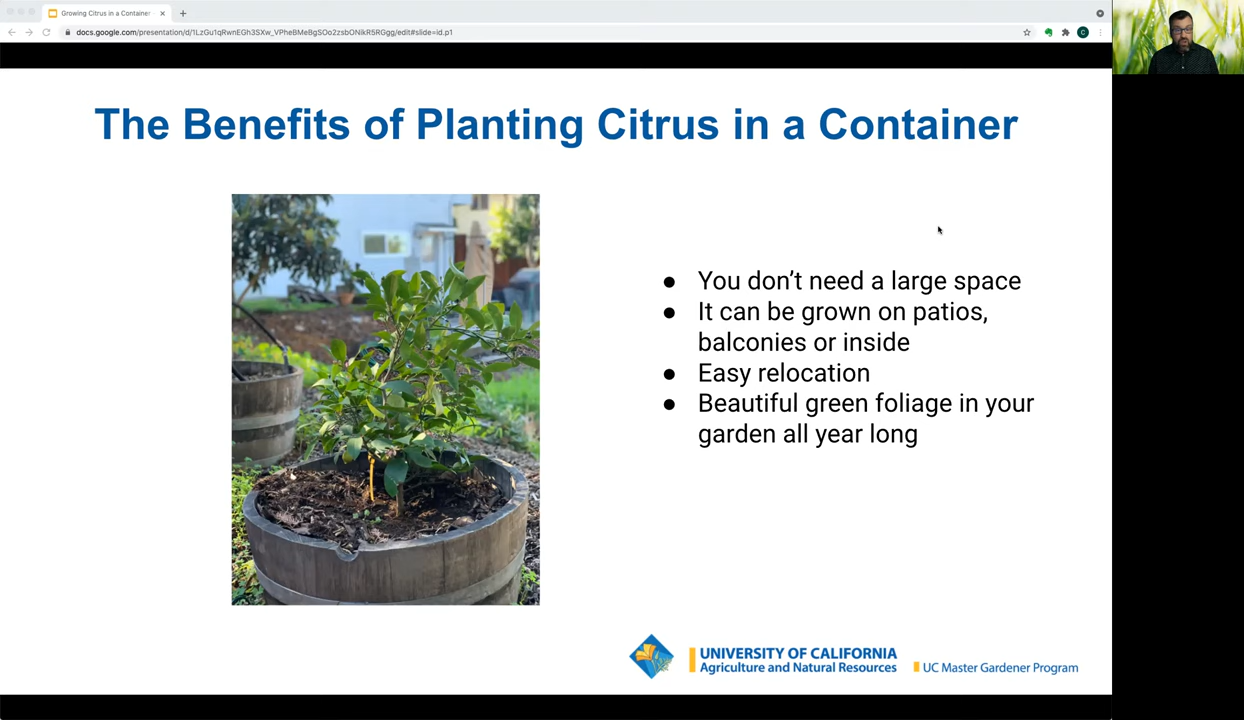 Growing Citrus in a Container
docs.google.com/presentation/d/1LzGu1qRwnEGh3SXw_VPheBMeBgSOo2zsbONikR5RGgg/edit#slide=id.p1
C
The Benefits of Planting Citrus in a Container
● You don’t need a large space
● It can be grown on patios,
balconies or inside
● Easy relocation
● Beautiful green foliage in your
garden all year long
UNIVERSITY OF CALIFORNIA
Agriculture and Natural Resources
UC Master Gardener Program